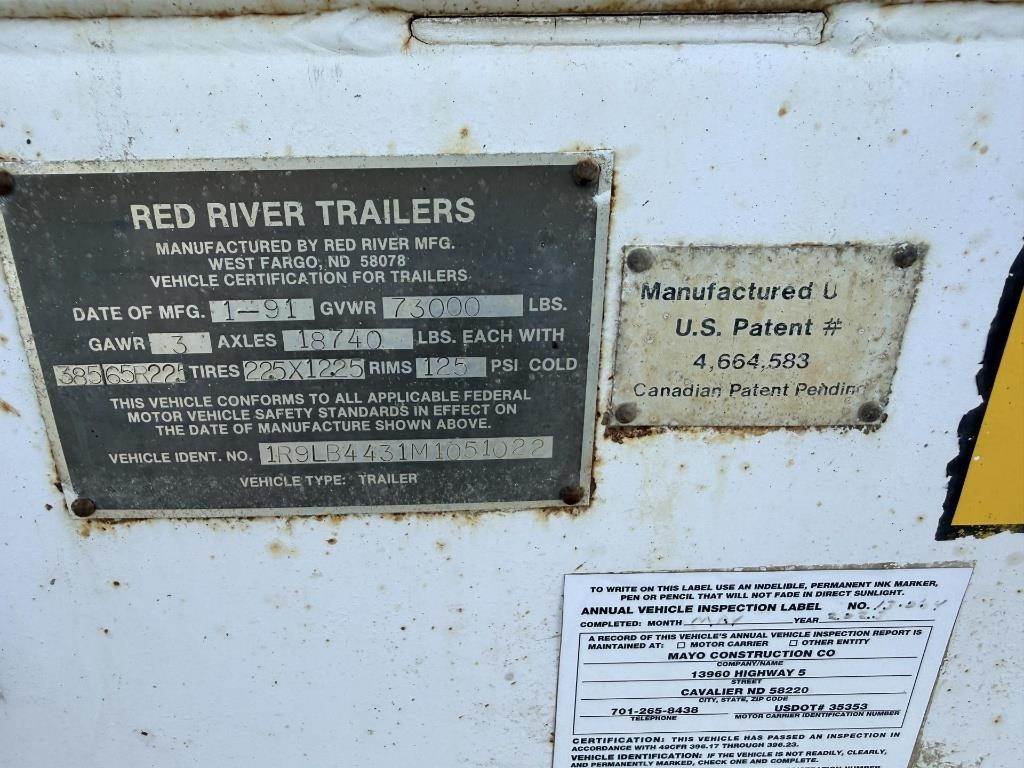 RED RIVER TRAILERS
MANUFACTURED BY RED RIVER MFG.
WEST FARGO, ND 58078
VEHICLE CERTIFICATION FOR TRAILERS
DATE OF MFG. 1-91 GVWR 73000 LBS.
GAWR 3 AXLES 18740 LBS. EACH WITH
385 65R22 TIRES 225X1225 RIMS 125 PSI COLD
THIS VEHICLE CONFORMS TO ALL APPLICABLE FEDERAL
MOTOR VEHICLE SAFETY STANDARDS IN EFFECT ON
THE DATE OF MANUFACTURE SHOWN ABOVE.
VEHICLE IDENT. NO. 1R9LB4431M1051022
VEHICLE TYPE: TRAILER
Manufactured U
U.S. Patent #
4,664,583
Canadian Patent Pending
TO WRITE ON THIS LABEL USE AN INDELIBLE, PERMANENT INK MARKER,
PEN OR PENCIL THAT WILL NOT FADE IN DIRECT SUNLIGHT.
ANNUAL VEHICLE INSPECTION LABEL NO.
COMPLETED: MONTH YEAR
A RECORD OF THIS VEHICLE'S ANNUAL VEHICLE INSPECTION REPORT IS
MAINTAINED AT: ☐ MOTOR CARRIER ☐ OTHER ENTITY
MAYO CONSTRUCTION CO
COMPANY/NAME
13960 HIGHWAY 5
STREET
CAVALIER ND 58220
CITY, STATE, ZIP CODE
701-265-8438 USDOT# 35353
TELEPHONE MOTOR CARRIER IDENTIFICATION NUMBER
CERTIFICATION: THIS VEHICLE HAS PASSED AN INSPECTION IN
ACCORDANCE WITH 49CFR 396.17 THROUGH 396.23.
VEHICLE IDENTIFICATION: IF THE VEHICLE IS NOT READILY, CLEARLY,
AND PERMANENTLY MARKED, CHECK ONE AND COMPLETE.